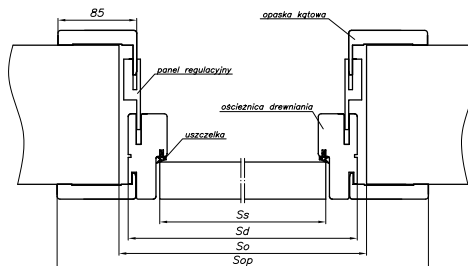 85
opaska kątowa
panel regulacyjny
ościeżnica drewniania
uszczelka
Ss
Sd
So
Sop